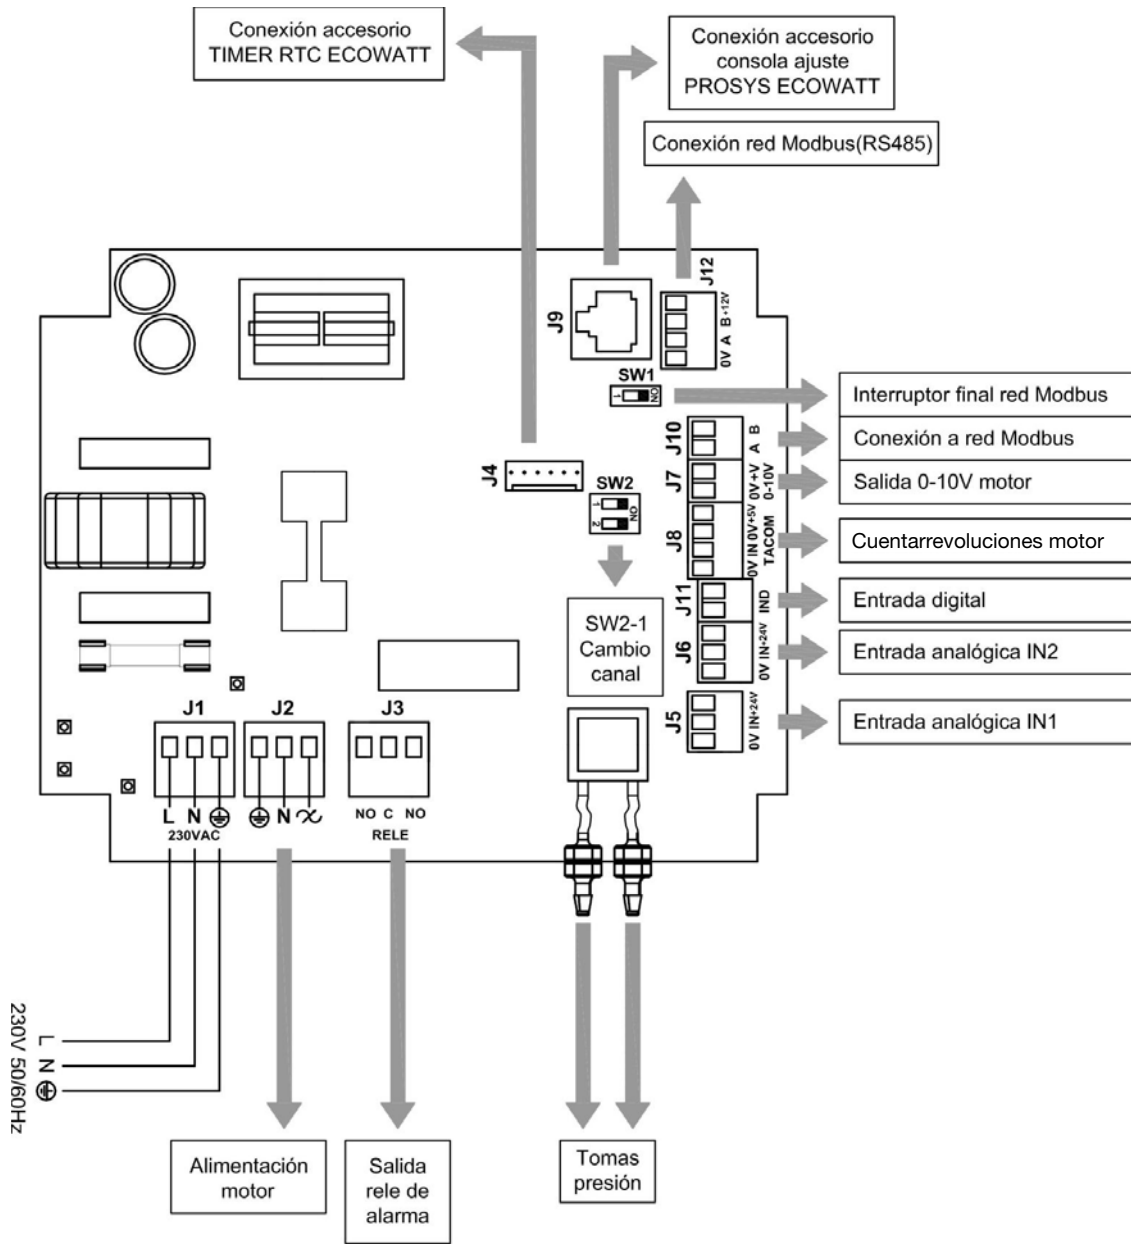 Conexión accesorio
TIMER RTC ECOWATT
Conexión accesorio
consola ajuste
PROSYS ECOWATT
Conexión red Modbus(RS485)
J12
0V A B +12V
J9
SW1
1 ON
Interruptor final red Modbus
J10
A B
Conexión a red Modbus
J4
SW2
1 2 ON
J7
0V +V
0-10V
Salida 0-10V motor
J8
0V IN 0V +5V
TACOM
Cuentarrevoluciones motor
J11
IND
Entrada digital
SW2-1
Cambio
canal
J6
0V IN +24V
Entrada analógica IN2
J5
0V IN +24V
Entrada analógica IN1
J1
J2
J3
L N
230VAC
N
NO C NO
RELE
230V 50/60Hz
L
N
Alimentación
motor
Salida
rele de
alarma
Tomas
presión